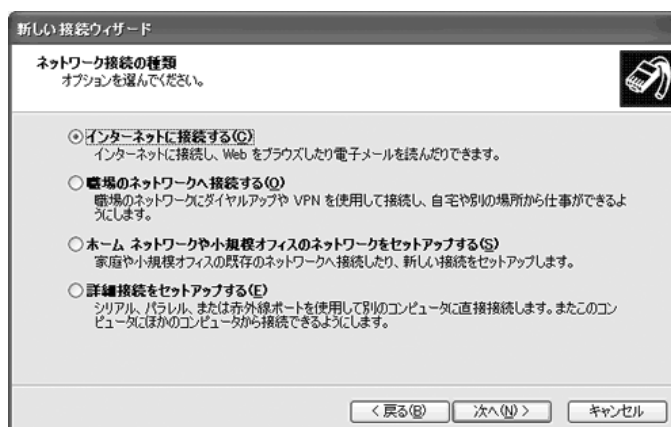 新しい接続ウィザード
ネットワーク接続の種類
オプションを選んでください。
インターネットに接続する(C)
インターネットに接続し、Web をブラウズしたり電子メールを読んだりできます。
職場のネットワークへ接続する(O)
職場のネットワークにダイヤルアップや VPN を使用して接続し、自宅や別の場所から仕事ができるよ
うにします。
ホーム ネットワークや小規模オフィスのネットワークをセットアップする(S)
家庭や小規模オフィスの既存のネットワークへ接続したり、新しい接続をセットアップします。
詳細接続をセットアップする(E)
シリアル、パラレル、または赤外線ポートを使用して別のコンピュータに直接接続します。またこのコン
ピュータにほかのコンピュータから接続できるようにします。
< 戻る(B) 次へ(N) > キャンセル